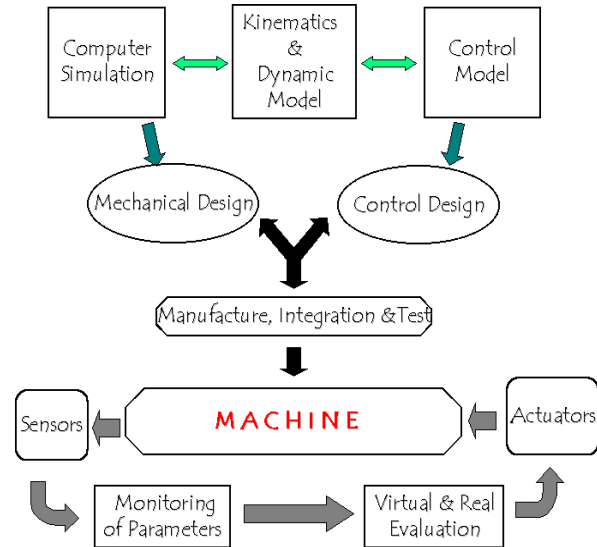 Computer
Simulation
Kinematics
&
Dynamic
Model
Control
Model
Mechanical Design
Control Design
Manufacture, Integration &Test
Sensors
MACHINE
Actuators
Monitoring
of Parameters
Virtual & Real
Evaluation